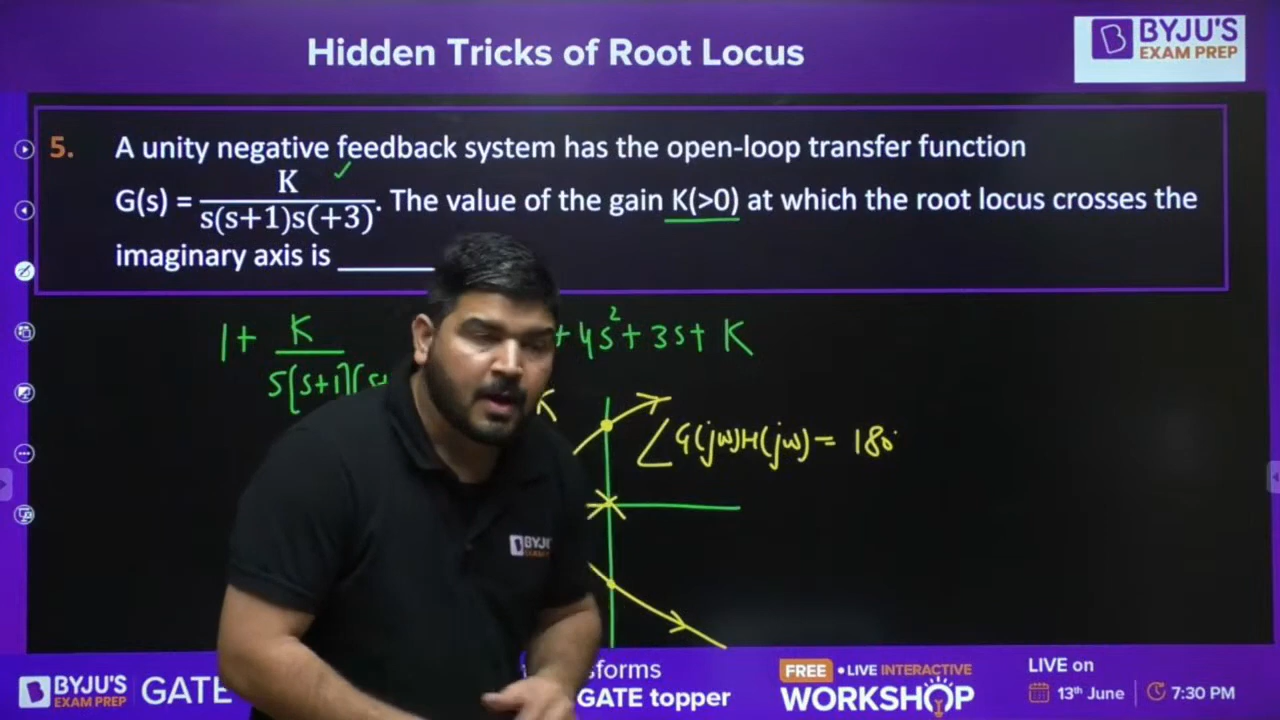 Hidden Tricks of Root Locus
BYJU'S
EXAM PREP
5. A unity negative feedback system has the open-loop transfer function
G(s) = K / s(s+1)s(+3). The value of the gain K(>0) at which the root locus crosses the
imaginary axis is ______
1+ K / s(s+1)(s+
+4s²+3s+K
K
∠G(jω)H(jω)=180°
BYJU'S
EXAM PREP
GATE
sforms
GATE topper
FREE • LIVE INTERACTIVE
WORKSHOP
LIVE on
13th June
7:30 PM